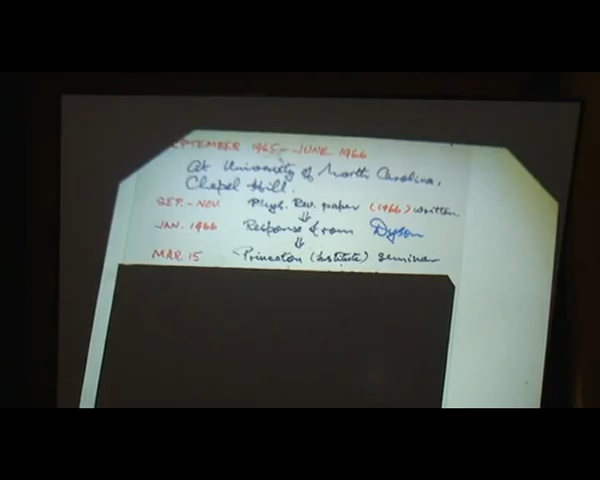 EPTEMBER 1965 - JUNE 1966
At University of North Carolina,
Chapel Hill.
SEP. - NOV. Phys. Rev. paper (1966) written
⇓
JAN. 1966 Response from Dyson
⇓
MAR. 15 Princeton (Institute) seminar